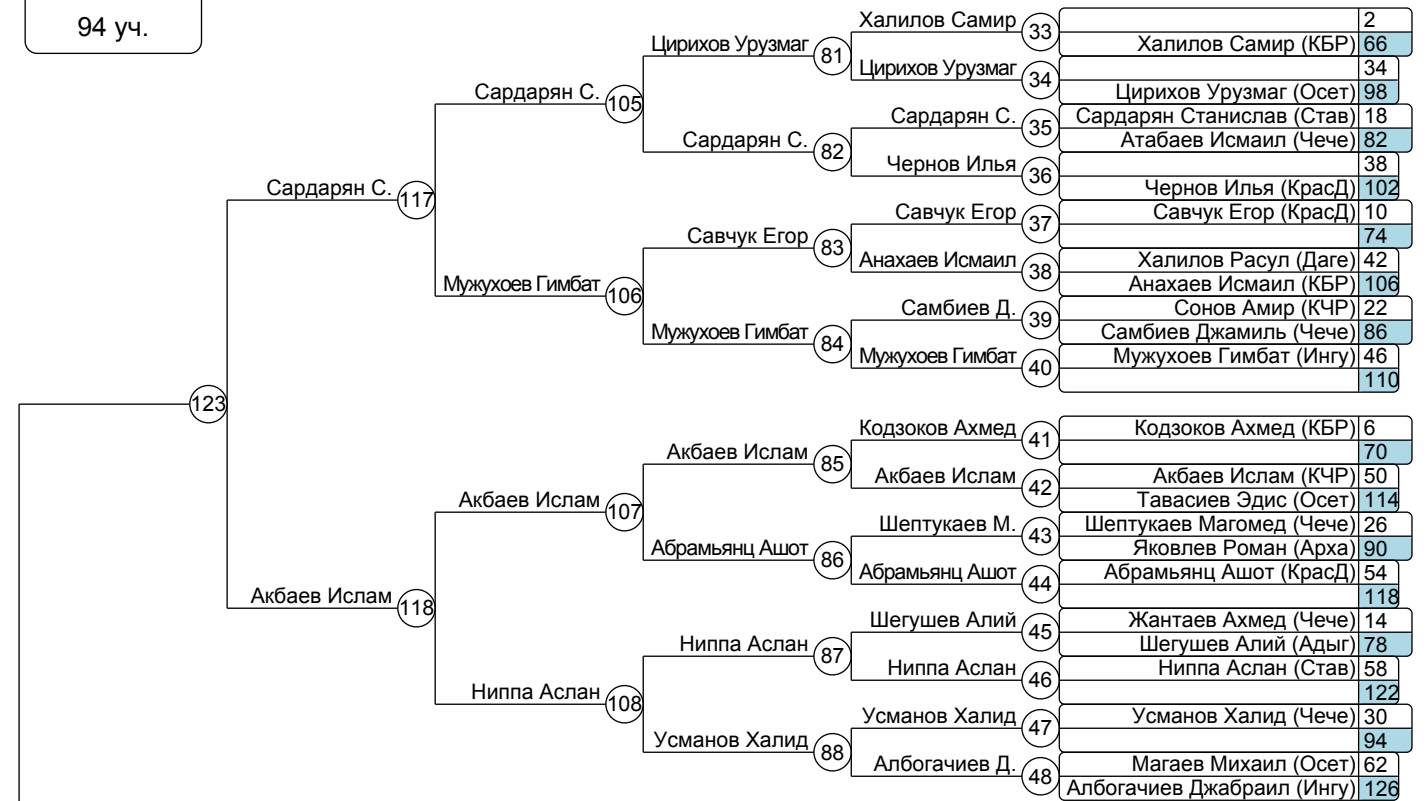 94 уч.
Халилов Самир 33 2
Цирихов Урузмаг 81 Халилов Самир (КБР) 66
Цирихов Урузмаг 34 34
Сардарян С. 105 Цирихов Урузмаг (Осет) 98
Сардарян С. 35 Сардарян Станислав (Став) 18
Сардарян С. 82 Атабаев Исмаил (Чече) 82
Чернов Илья 36 38
Сардарян С. 117 Чернов Илья (КрасД) 102
Савчук Егор 37 Савчук Егор (КрасД) 10
Савчук Егор 83 74
Анахаев Исмаил 38 Халилов Расул (Даге) 42
Мужухоев Гимбат 106 Анахаев Исмаил (КБР) 106
Самбиев Д. 39 Сонов Амир (КЧР) 22
Мужухоев Гимбат 84 Самбиев Джамиль (Чече) 86
Мужухоев Гимбат 40 Мужухоев Гимбат (Ингу) 46
110
123
Кодзоков Ахмед 41 Кодзоков Ахмед (КБР) 6
Акбаев Ислам 85 70
Акбаев Ислам 42 Акбаев Ислам (КЧР) 50
Акбаев Ислам 107 Тавасиев Эдис (Осет) 114
Шептукаев М. 43 Шептукаев Магомед (Чече) 26
Абрамьянц Ашот 86 Яковлев Роман (Арха) 90
Абрамьянц Ашот 44 Абрамьянц Ашот (КрасД) 54
Акбаев Ислам 118 118
Шегушев Алий 45 Жантаев Ахмед (Чече) 14
Ниппа Аслан 87 Шегушев Алий (Адыг) 78
Ниппа Аслан 46 Ниппа Аслан (Став) 58
Ниппа Аслан 108 122
Усманов Халид 47 Усманов Халид (Чече) 30
Усманов Халид 88 94
Албогачиев Д. 48 Магаев Михаил (Осет) 62
Албогачиев Джабраил (Ингу) 126